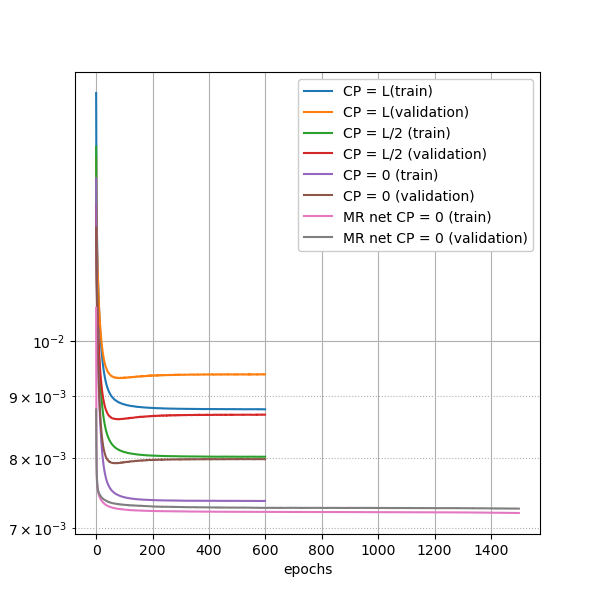 CP = L(train)
CP = L(validation)
CP = L/2 (train)
CP = L/2 (validation)
CP = 0 (train)
CP = 0 (validation)
MR net CP = 0 (train)
MR net CP = 0 (validation)
10⁻²
9 × 10⁻³
8 × 10⁻³
7 × 10⁻³
0 200 400 600 800 1000 1200 1400
epochs